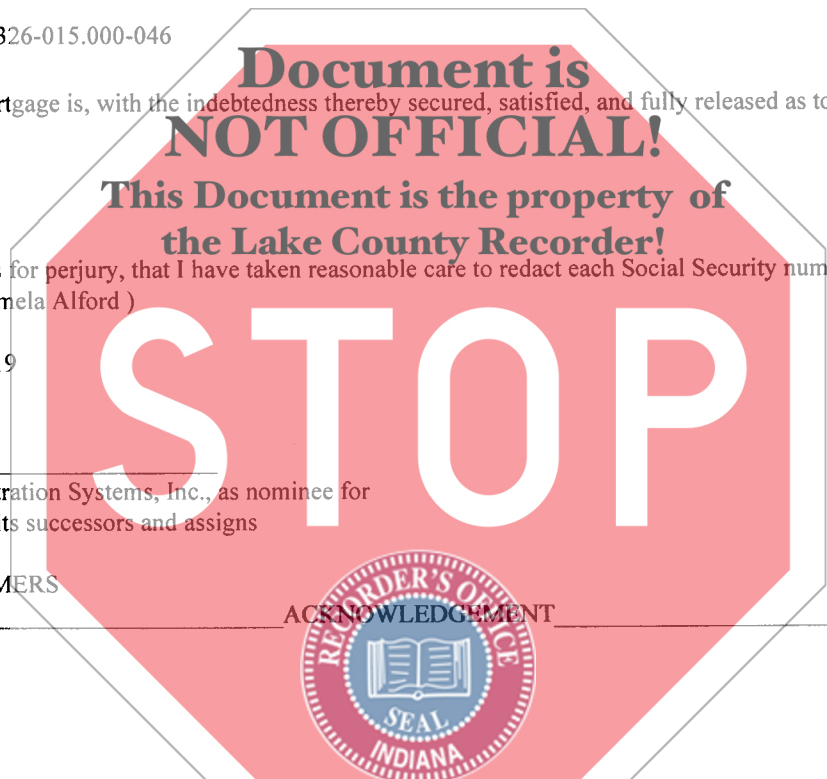 326-015.000-046
Document is
rtgage is, with the indebtedness thereby secured, satisfied, and fully released as to
NOT OFFICIAL!
This Document is the property of
the Lake County Recorder!
for perjury, that I have taken reasonable care to redact each Social Security num
mela Alford )
STOP
19
ration Systems, Inc., as nominee for
its successors and assigns
MERS
ACKNOWLEDGEMENT
RECORDER'S OFFICE
SEAL
INDIANA